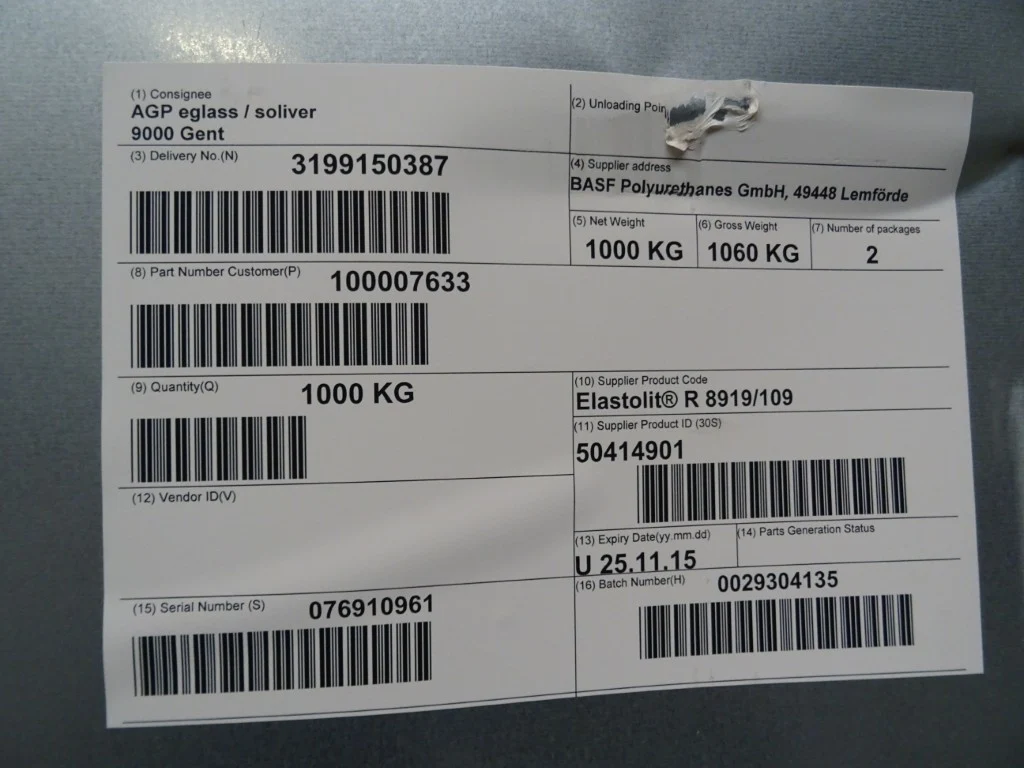 (1) Consignee
AGP eglass / soliver
9000 Gent
(2) Unloading
(3) Delivery No.(N)
3199150387
(4) Supplier address
BASF Polyurethanes GmbH, 49448 Lemförde
(5) Net Weight
1000 KG
(6) Gross Weight
1060 KG
(7) Number of packages
2
(8) Part Number Customer(P)
100007633
(9) Quantity(Q)
1000 KG
(10) Supplier Product Code
Elastolit® R 8919/109
(11) Supplier Product ID (30S)
50414901
(12) Vendor ID(V)
(13) Expiry Date(yy.mm.dd)
U 25.11.15
(14) Parts Generation Status
(15) Serial Number (S)
076910961
(16) Batch Number(H)
0029304135